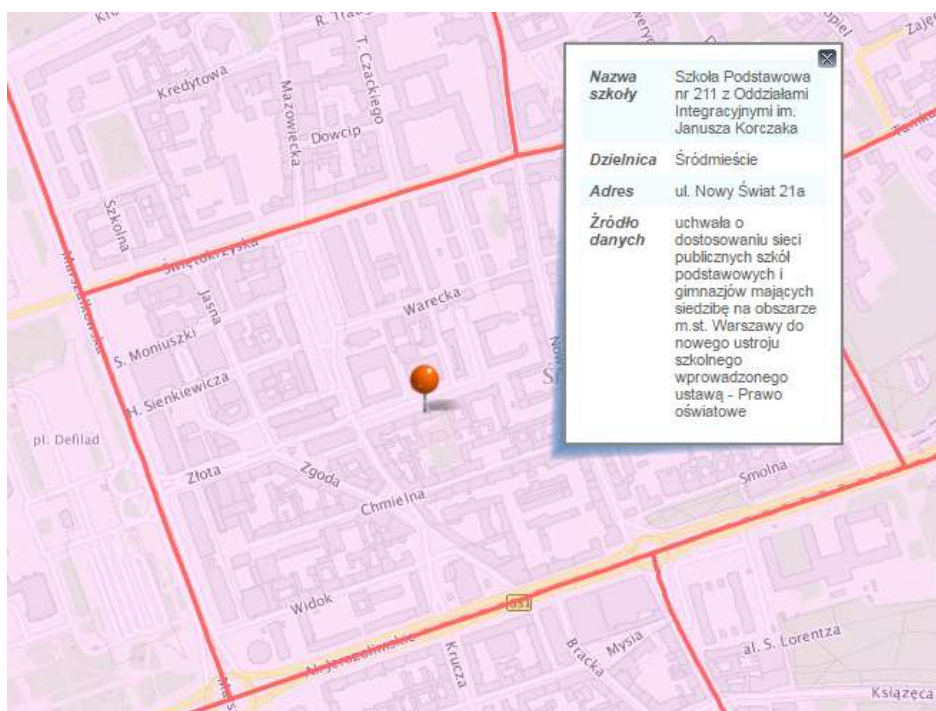 R. Trau
Kredytowa
Mazowiecka
T. Czackiego
Dowcip
Szkolna
Marszałkowska
Świętokrzyska
Jasna
Warecka
S. Moniuszki
H. Sienkiewicza
pl. Defilad
Złota
Zgoda
Chmielna
Smolna
Widok
Al. Jerozolimskie
Krucza
Bracka
Mysia
al. S. Lorentza
Książęca
Nazwa szkoły
Szkoła Podstawowa
nr 211 z Oddziałami
Integracyjnymi im.
Janusza Korczaka
Dzielnica
Śródmieście
Adres
ul. Nowy Świat 21a
Źródło danych
uchwała o
dostosowaniu sieci
publicznych szkół
podstawowych i
gimnazjów mających
siedzibę na obszarze
m.st. Warszawy do
nowego ustroju
szkolnego
wprowadzonego
ustawą - Prawo
oświatowe